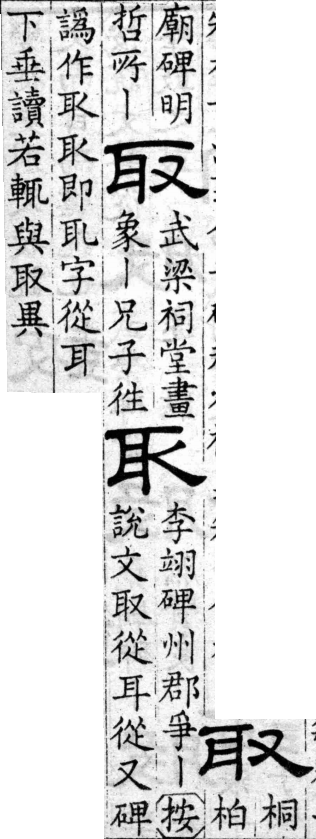 取
桐
柏
廟碑明
哲所丨
取
武梁祠堂畫
象丨兄子徃
取
李翊碑州郡爭丨按
說文取從耳從又碑
譌作取取即耴字從耳
下垂讀若輒與取異